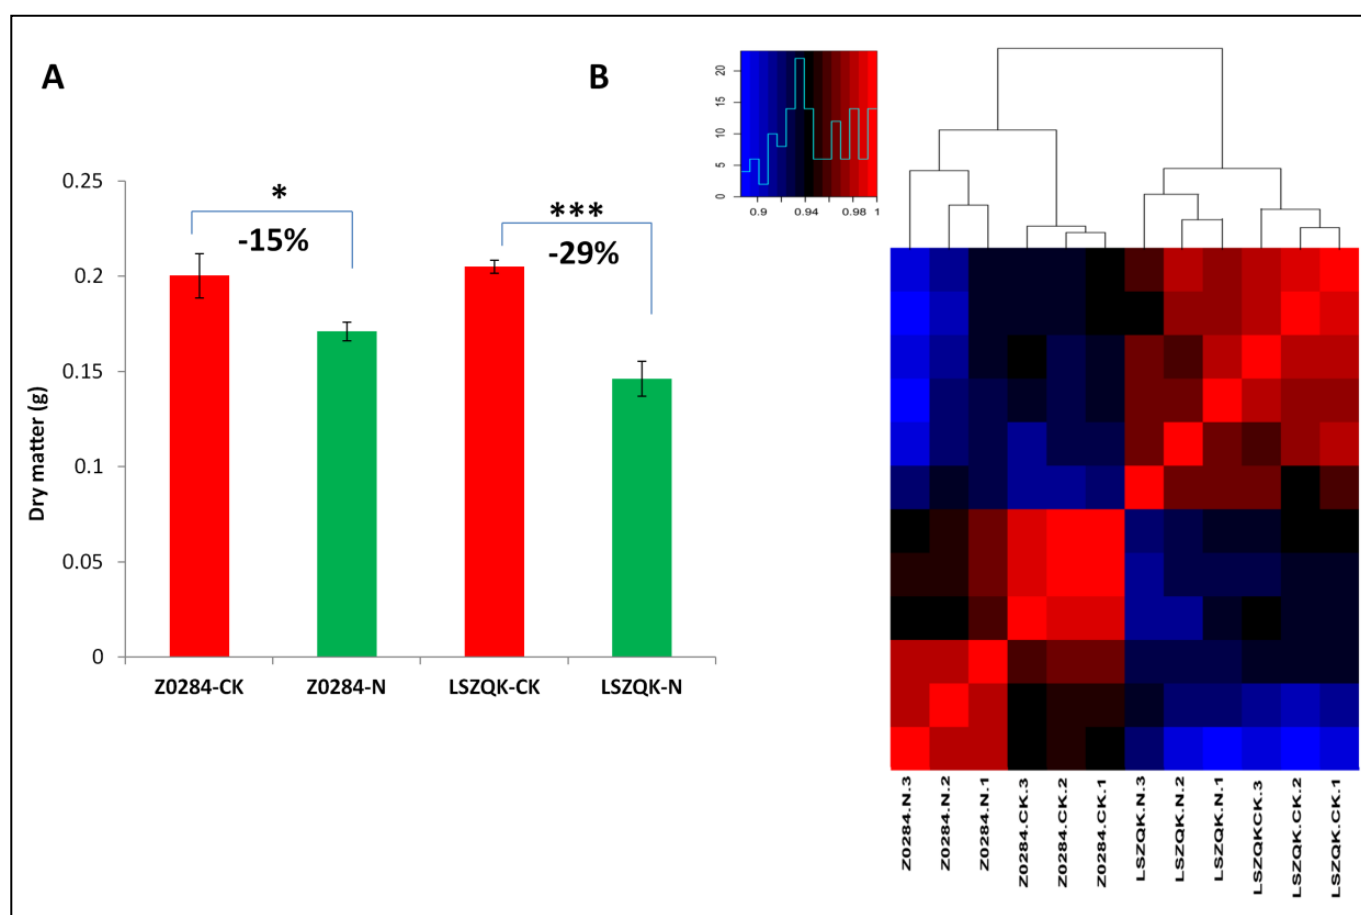 A
B
20
15
10
5
0
0.9
0.94
0.98
1
0.25
0.2
0.15
0.1
0.05
0
Dry matter (g)
*
-15%
***
-29%
Z0284-CK
Z0284-N
LSZQK-CK
LSZQK-N
Z0284.N.3
Z0284.N.2
Z0284.N.1
Z0284.CK.3
Z0284.CK.2
Z0284.CK.1
LSZQK.N.3
LSZQK.N.2
LSZQK.N.1
LSZQKCK.3
LSZQK.CK.2
LSZQK.CK.1